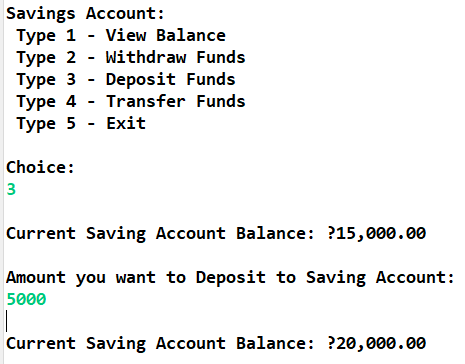 Savings Account:
Type 1 - View Balance
Type 2 - Withdraw Funds
Type 3 - Deposit Funds
Type 4 - Transfer Funds
Type 5 - Exit
Choice:
3
Current Saving Account Balance: ?15,000.00
Amount you want to Deposit to Saving Account:
5000
Current Saving Account Balance: ?20,000.00